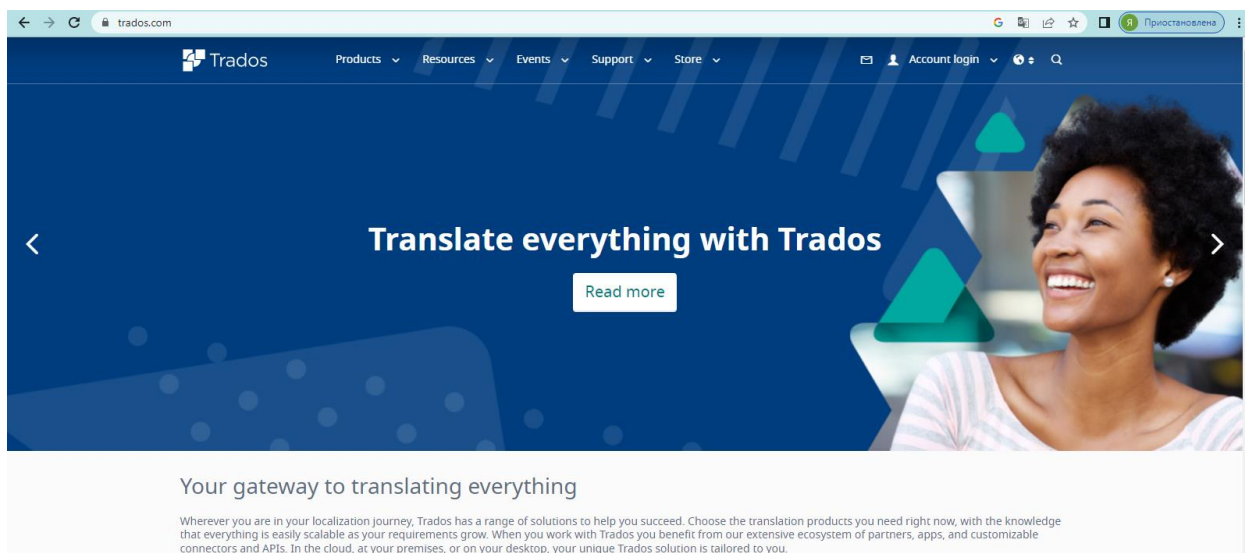 trados.com
Я Приостановлена
Trados Products Resources Events Support Store Account login
Translate everything with Trados
Read more
Your gateway to translating everything
Wherever you are in your localization journey, Trados has a range of solutions to help you succeed. Choose the translation products you need right now, with the knowledge
that everything is easily scalable as your requirements grow. When you work with Trados you benefit from our extensive ecosystem of partners, apps, and customizable
connectors and APIs. In the cloud, at your premises, or on your desktop, your unique Trados solution is tailored to you.